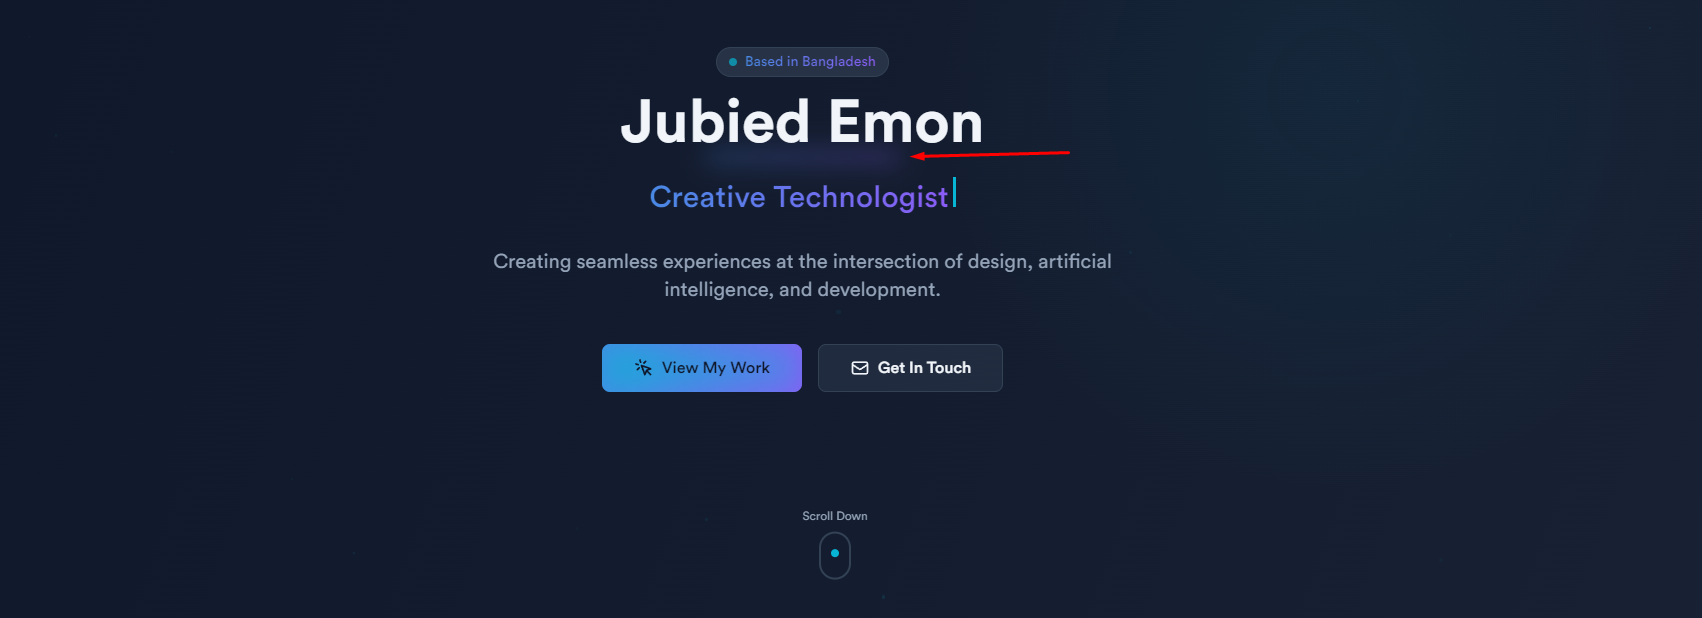 Based in Bangladesh
Jubied Emon
Creative Technologist
Creating seamless experiences at the intersection of design, artificial
intelligence, and development.
View My Work
Get In Touch
Scroll Down